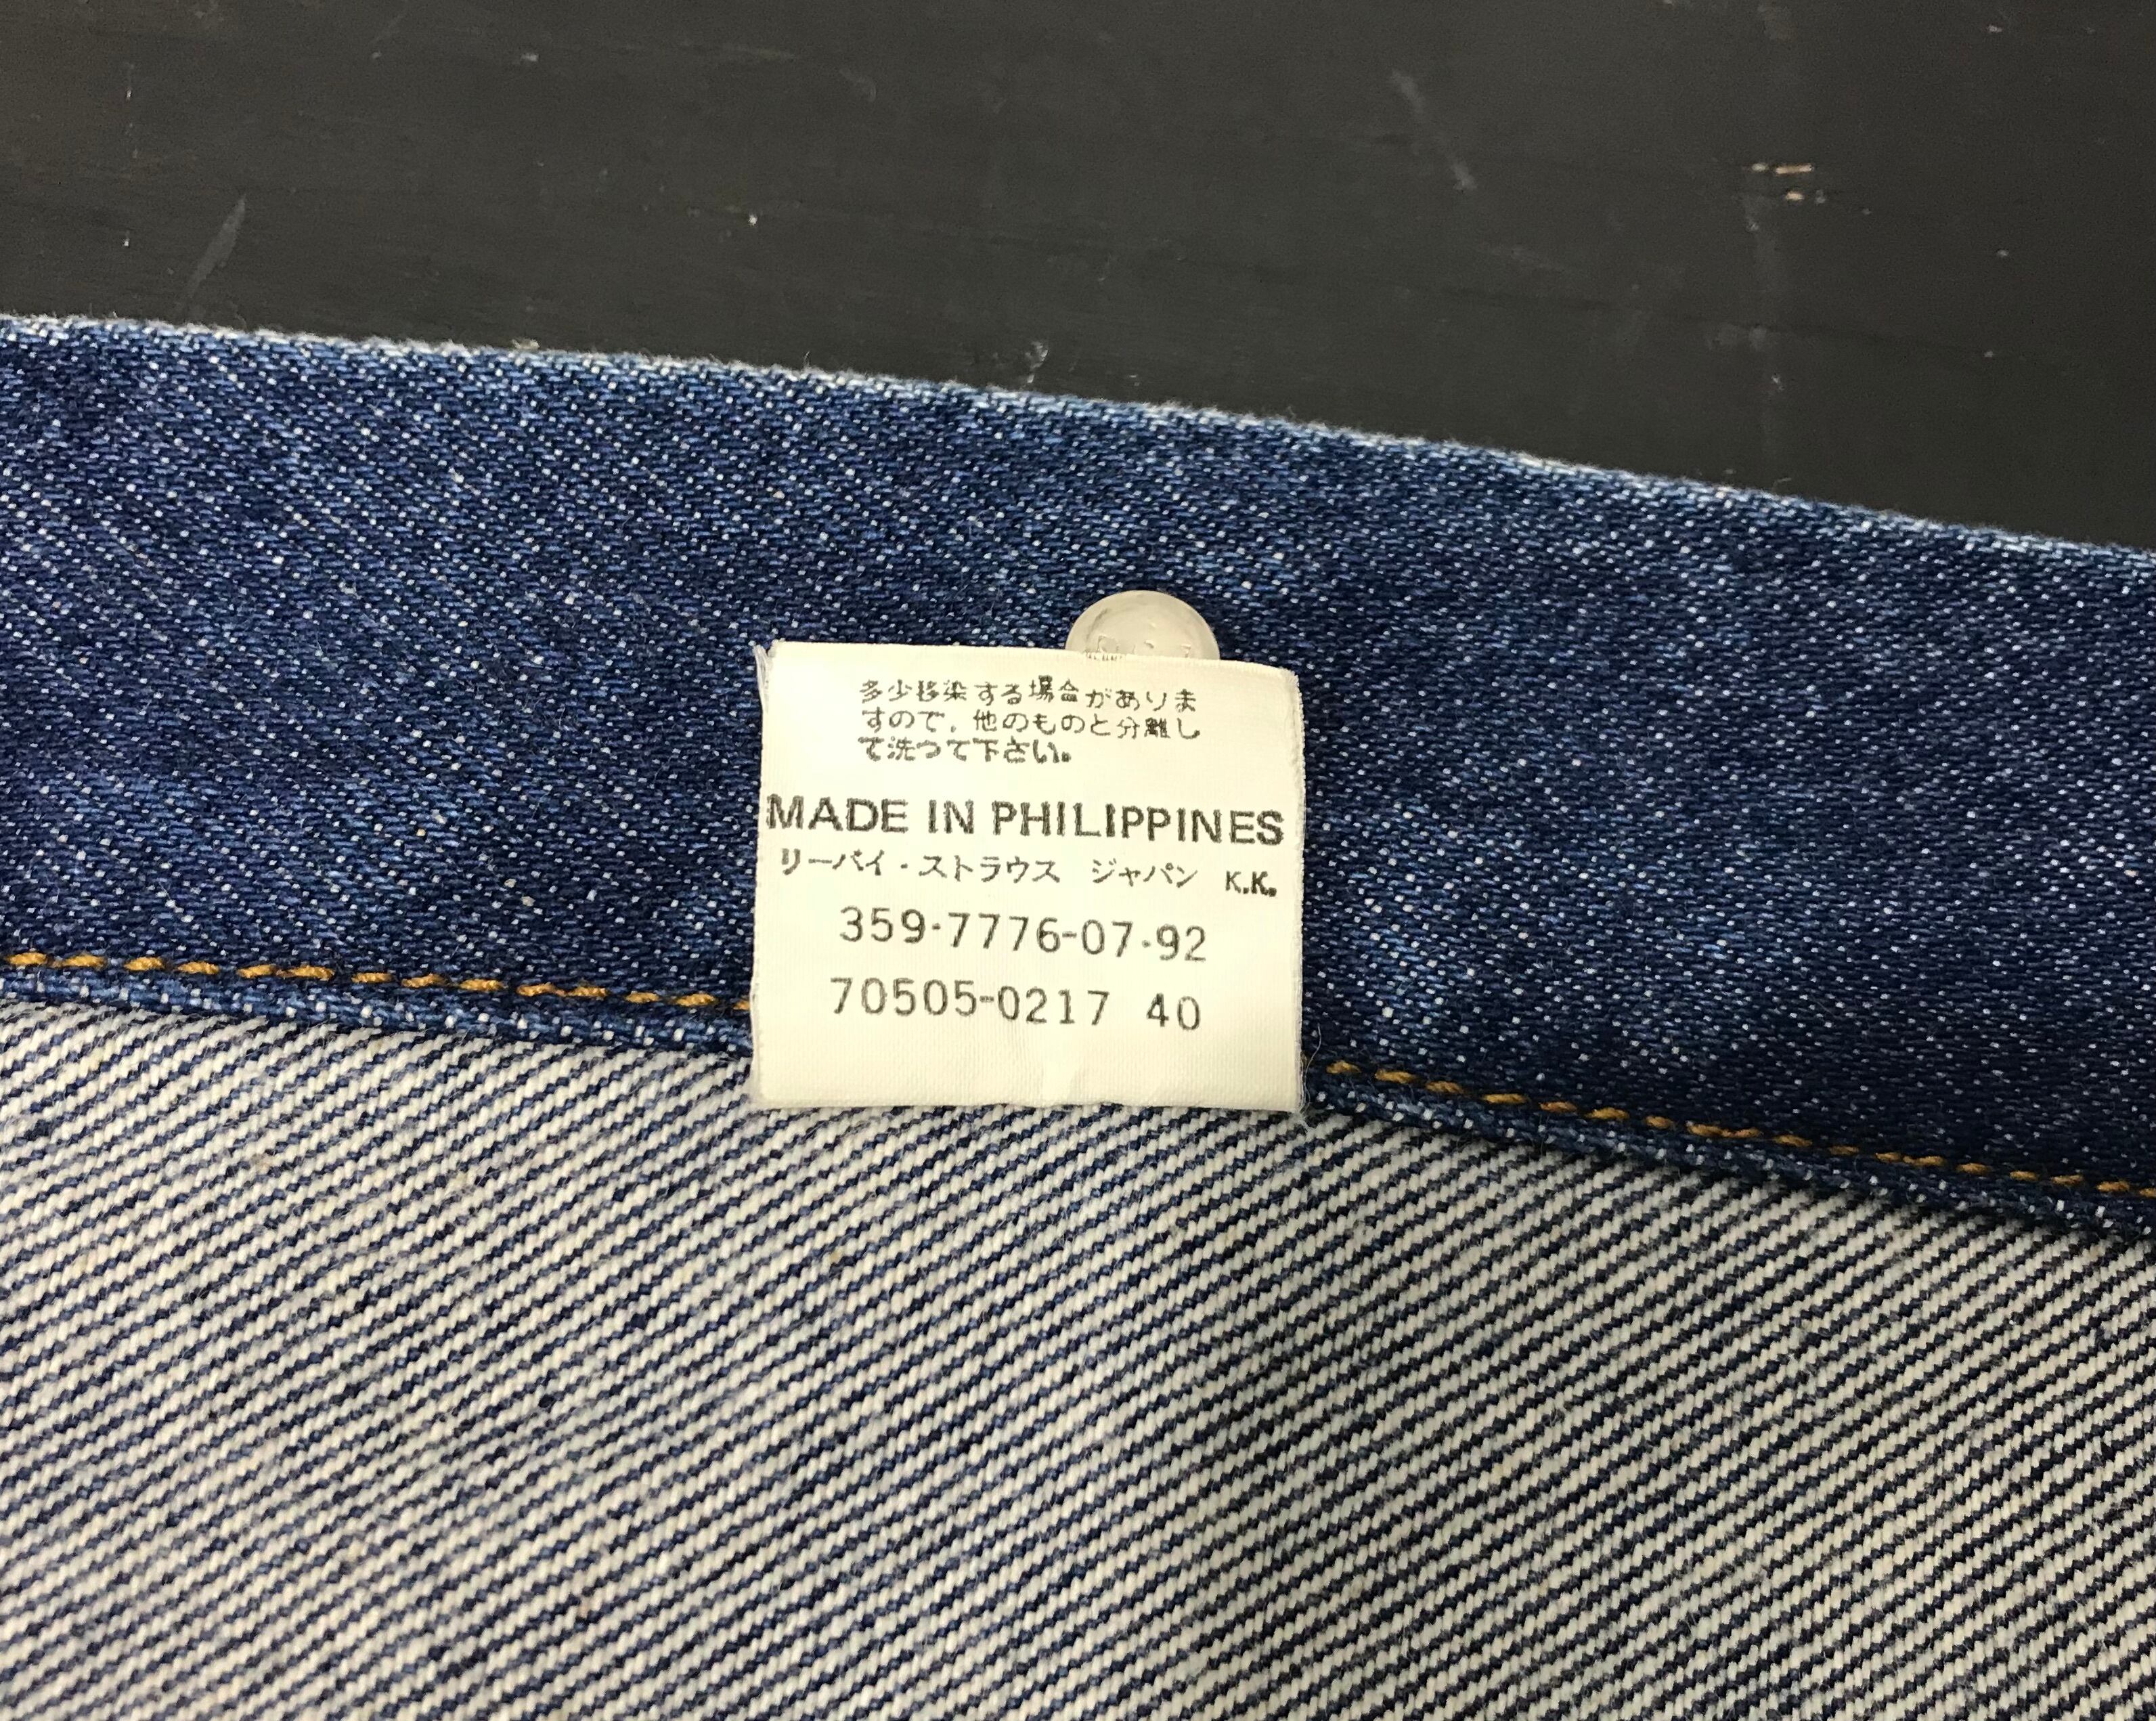 多少移染する場合がありま
すので，他のものと分離し
て洗つて下さい。
MADE IN PHILIPPINES
リーバイ・ストラウス ジャパン K.K.
359-7776-07-92
70505-0217 40